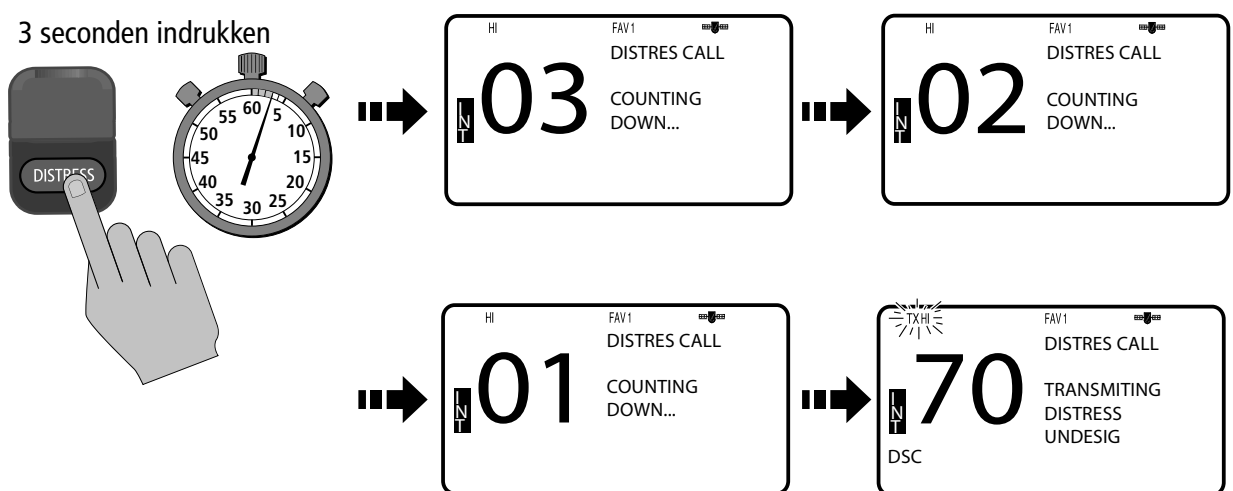 3 seconden indrukken
DISTRESS
60
5
10
15
20
25
30
35
40
45
50
55
HI FAV1
DISTRES CALL
INT
03
COUNTING
DOWN...
HI FAV1
DISTRES CALL
INT
02
COUNTING
DOWN...
HI FAV1
DISTRES CALL
INT
01
COUNTING
DOWN...
TX HI FAV1
DISTRES CALL
INT
70
TRANSMITING
DISTRESS
UNDESIG
DSC